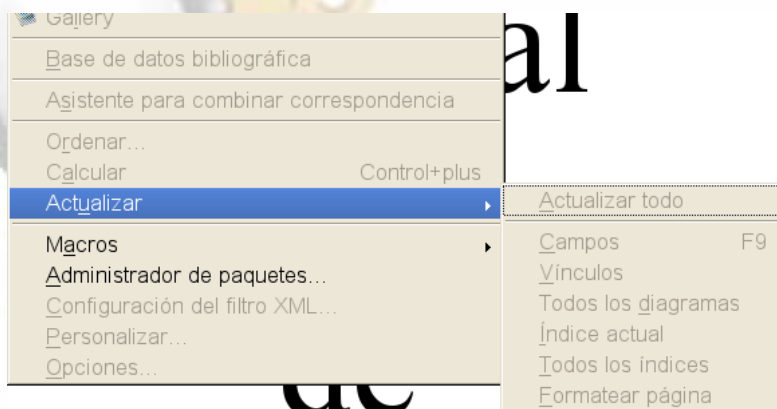 Gallery
Base de datos bibliográfica
Asistente para combinar correspondencia
Ordenar...
Calcular Control+plus
Actualizar
Macros
Administrador de paquetes...
Configuración del filtro XML...
Personalizar...
Opciones...
Actualizar todo
Campos F9
Vínculos
Todos los diagramas
Índice actual
Todos los índices
Formatear página
al
de